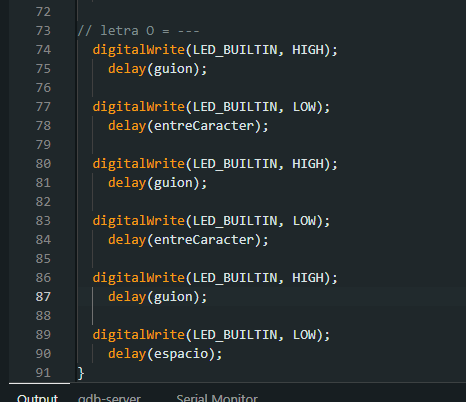 72
73 // letra O = ---
74 digitalWrite(LED_BUILTIN, HIGH);
75 delay(guion);
76
77 digitalWrite(LED_BUILTIN, LOW);
78 delay(entreCaracter);
79
80 digitalWrite(LED_BUILTIN, HIGH);
81 delay(guion);
82
83 digitalWrite(LED_BUILTIN, LOW);
84 delay(entreCaracter);
85
86 digitalWrite(LED_BUILTIN, HIGH);
87 delay(guion);
88
89 digitalWrite(LED_BUILTIN, LOW);
90 delay(espacio);
91 }
Output gdb-server Serial Monitor